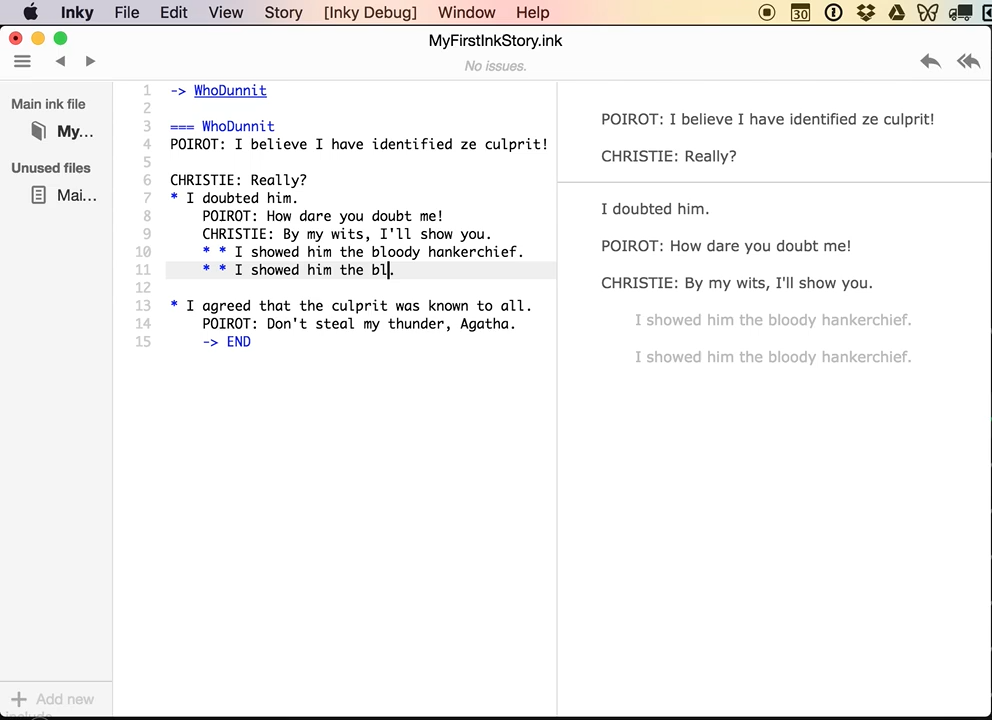 Inky File Edit View Story [Inky Debug] Window Help 30
MyFirstInkStory.ink
No issues.
Main ink file
My...
Unused files
Mai...
Add new
1 -> WhoDunnit
2
3 === WhoDunnit
4 POIROT: I believe I have identified ze culprit!
5
6 CHRISTIE: Really?
7 * I doubted him.
8 POIROT: How dare you doubt me!
9 CHRISTIE: By my wits, I'll show you.
10 * * I showed him the bloody hankerchief.
11 * * I showed him the bl.
12
13 * I agreed that the culprit was known to all.
14 POIROT: Don't steal my thunder, Agatha.
15 -> END
POIROT: I believe I have identified ze culprit!
CHRISTIE: Really?
I doubted him.
POIROT: How dare you doubt me!
CHRISTIE: By my wits, I'll show you.
I showed him the bloody hankerchief.
I showed him the bloody hankerchief.